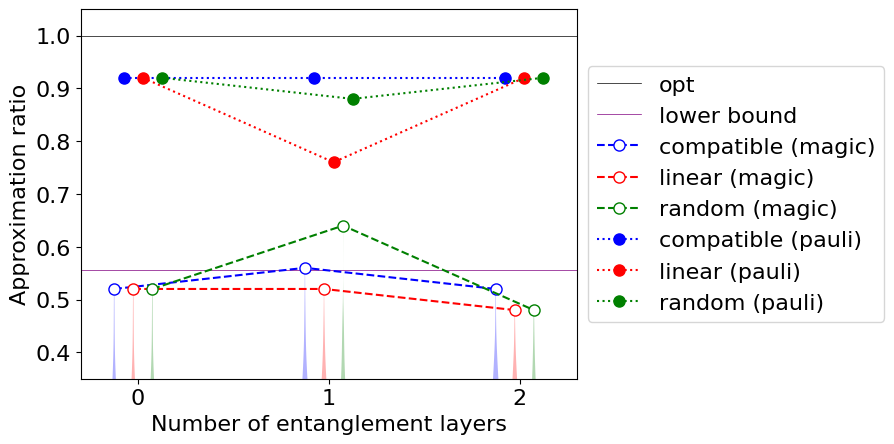 Approximation ratio
1.0
0.9
0.8
0.7
0.6
0.5
0.4
0
1
2
Number of entanglement layers
opt
lower bound
compatible (magic)
linear (magic)
random (magic)
compatible (pauli)
linear (pauli)
random (pauli)